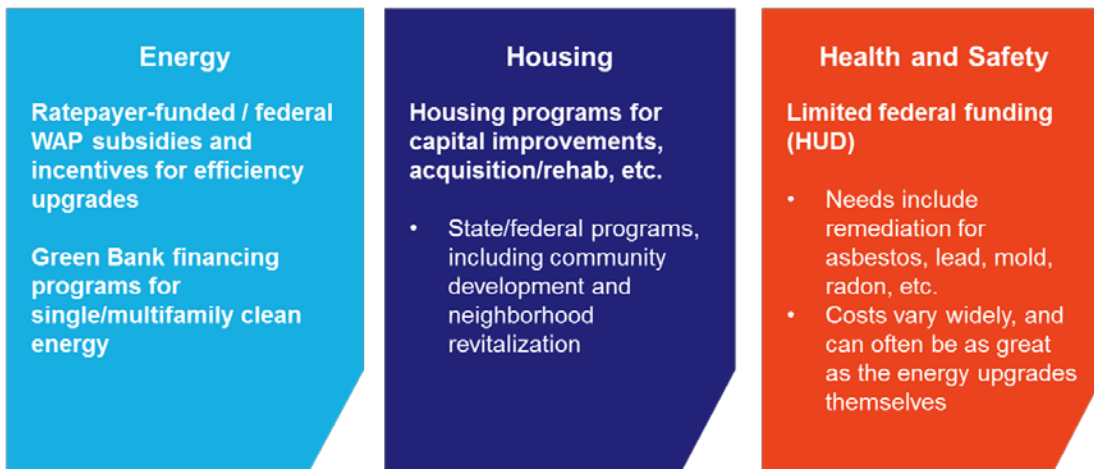 Energy
Ratepayer-funded / federal
WAP subsidies and
incentives for efficiency
upgrades
Green Bank financing
programs for
single/multifamily clean
energy
Housing
Housing programs for
capital improvements,
acquisition/rehab, etc.
• State/federal programs,
including community
development and
neighborhood
revitalization
Health and Safety
Limited federal funding
(HUD)
• Needs include
remediation for
asbestos, lead, mold,
radon, etc.
• Costs vary widely, and
can often be as great
as the energy upgrades
themselves